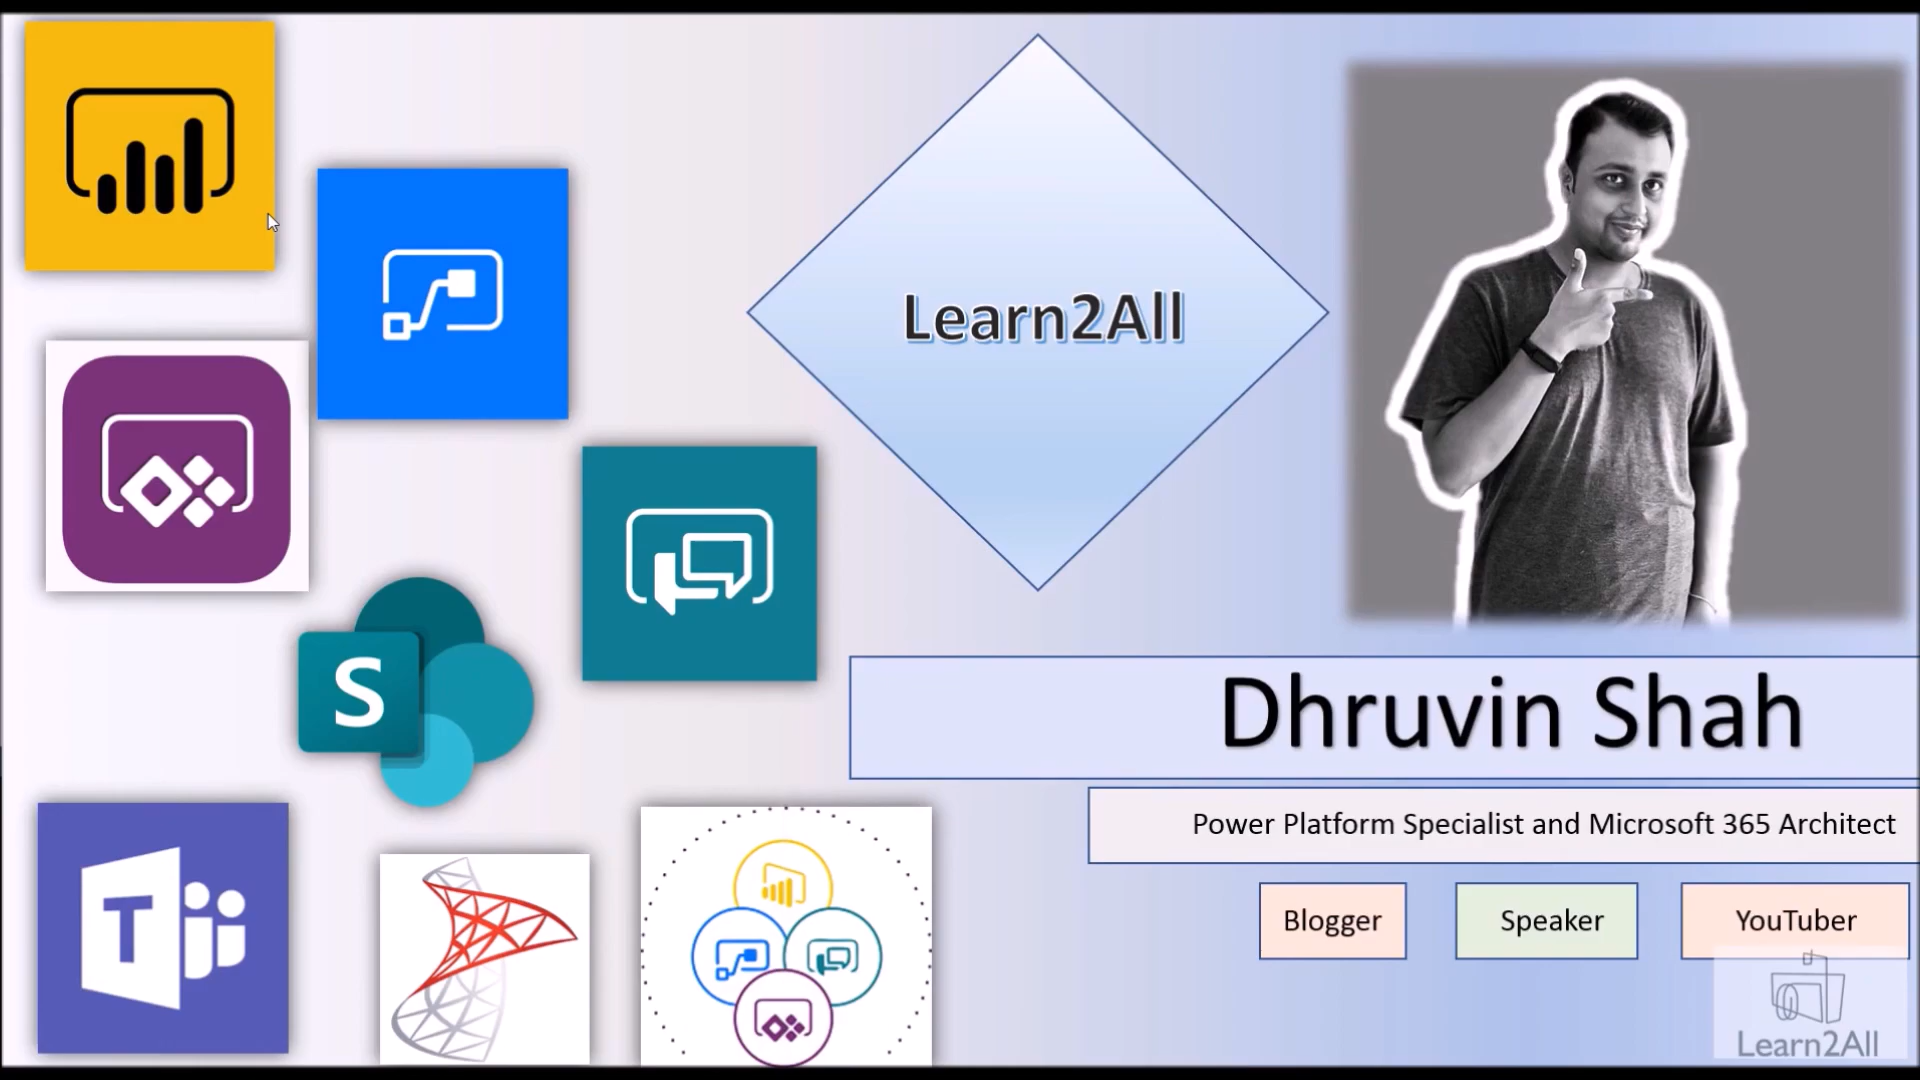 Learn2All
Dhruvin Shah
Power Platform Specialist and Microsoft 365 Architect
Blogger
Speaker
YouTuber
Learn2All
S
T